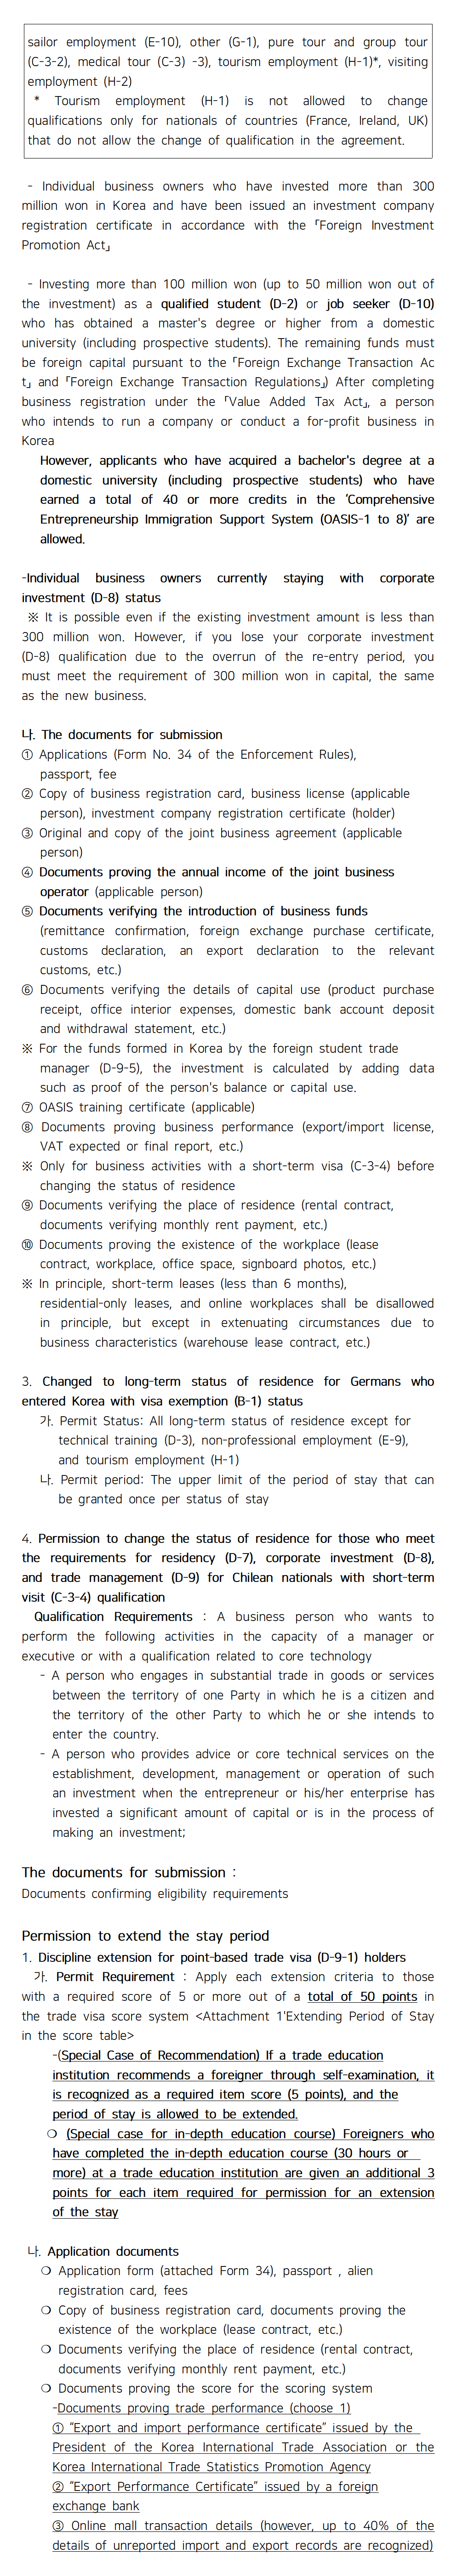 sailor employment (E-10), other (G-1), pure tour and group tour
(C-3-2), medical tour (C-3) -3), tourism employment (H-1)*, visiting
employment (H-2)
* Tourism employment (H-1) is not allowed to change
qualifications only for nationals of countries (France, Ireland, UK)
that do not allow the change of qualification in the agreement.
- Individual business owners who have invested more than 300
million won in Korea and have been issued an investment company
registration certificate in accordance with the 「Foreign Investment
Promotion Act」
- Investing more than 100 million won (up to 50 million won out of
the investment) as a qualified student (D-2) or job seeker (D-10)
who has obtained a master's degree or higher from a domestic
university (including prospective students). The remaining funds must
be foreign capital pursuant to the 「Foreign Exchange Transaction Ac
t」 and 「Foreign Exchange Transaction Regulations」) After completing
business registration under the 「Value Added Tax Act」, a person
who intends to run a company or conduct a for-profit business in
Korea
However, applicants who have acquired a bachelor's degree at a
domestic university (including prospective students) who have
earned a total of 40 or more credits in the 'Comprehensive
Entrepreneurship Immigration Support System (OASIS-1 to 8)' are
allowed.
-Individual business owners currently staying with corporate
investment (D-8) status
※ It is possible even if the existing investment amount is less than
300 million won. However, if you lose your corporate investment
(D-8) qualification due to the overrun of the re-entry period, you
must meet the requirement of 300 million won in capital, the same
as the new business.
나. The documents for submission
① Applications (Form No. 34 of the Enforcement Rules),
passport, fee
② Copy of business registration card, business license (applicable
person), investment company registration certificate (holder)
③ Original and copy of the joint business agreement (applicable
person)
④ Documents proving the annual income of the joint business
operator (applicable person)
⑤ Documents verifying the introduction of business funds
(remittance confirmation, foreign exchange purchase certificate,
customs declaration, an export declaration to the relevant
customs, etc.)
⑥ Documents verifying the details of capital use (product purchase
receipt, office interior expenses, domestic bank account deposit
and withdrawal statement, etc.)
※ For the funds formed in Korea by the foreign student trade
manager (D-9-5), the investment is calculated by adding data
such as proof of the person's balance or capital use.
⑦ OASIS training certificate (applicable)
⑧ Documents proving business performance (export/import license,
VAT expected or final report, etc.)
※ Only for business activities with a short-term visa (C-3-4) before
changing the status of residence
⑨ Documents verifying the place of residence (rental contract,
documents verifying monthly rent payment, etc.)
⑩ Documents proving the existence of the workplace (lease
contract, workplace, office space, signboard photos, etc.)
※ In principle, short-term leases (less than 6 months),
residential-only leases, and online workplaces shall be disallowed
in principle, but except in extenuating circumstances due to
business characteristics (warehouse lease contract, etc.)
3. Changed to long-term status of residence for Germans who
entered Korea with visa exemption (B-1) status
가. Permit Status: All long-term status of residence except for
technical training (D-3), non-professional employment (E-9),
and tourism employment (H-1)
나. Permit period: The upper limit of the period of stay that can
be granted once per status of stay
4. Permission to change the status of residence for those who meet
the requirements for residency (D-7), corporate investment (D-8),
and trade management (D-9) for Chilean nationals with short-term
visit (C-3-4) qualification
Qualification Requirements : A business person who wants to
perform the following activities in the capacity of a manager or
executive or with a qualification related to core technology
- A person who engages in substantial trade in goods or services
between the territory of one Party in which he is a citizen and
the territory of the other Party to which he or she intends to
enter the country.
- A person who provides advice or core technical services on the
establishment, development, management or operation of such
an investment when the entrepreneur or his/her enterprise has
invested a significant amount of capital or is in the process of
making an investment;
The documents for submission :
Documents confirming eligibility requirements
Permission to extend the stay period
1. Discipline extension for point-based trade visa (D-9-1) holders
가. Permit Requirement : Apply each extension criteria to those
with a required score of 5 or more out of a total of 50 points in
the trade visa score system <Attachment 1'Extending Period of Stay
in the score table>
-(Special Case of Recommendation) If a trade education
institution recommends a foreigner through self-examination, it
is recognized as a required item score (5 points), and the
period of stay is allowed to be extended.
❍ (Special case for in-depth education course) Foreigners who
have completed the in-depth education course (30 hours or
more) at a trade education institution are given an additional 3
points for each item required for permission for an extension
of the stay
나. Application documents
❍ Application form (attached Form 34), passport , alien
registration card, fees
❍ Copy of business registration card, documents proving the
existence of the workplace (lease contract, etc.)
❍ Documents verifying the place of residence (rental contract,
documents verifying monthly rent payment, etc.)
❍ Documents proving the score for the scoring system
-Documents proving trade performance (choose 1)
① "Export and import performance certificate" issued by the
President of the Korea International Trade Association or the
Korea International Trade Statistics Promotion Agency
② "Export Performance Certificate" issued by a foreign
exchange bank
③ Online mall transaction details (however, up to 40% of the
details of unreported import and export records are recognized)